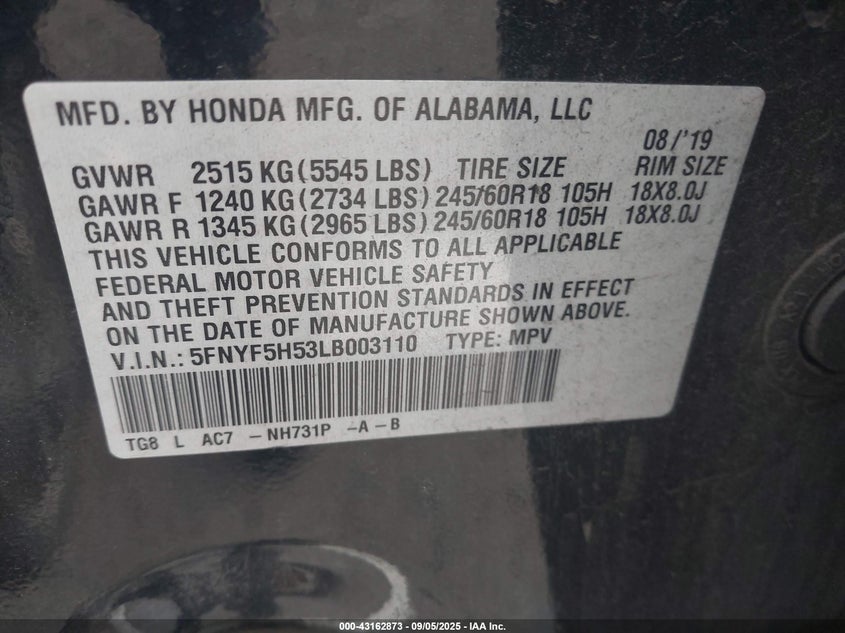 MFD. BY HONDA MFG. OF ALABAMA, LLC
08/'19
GVWR 2515 KG (5545 LBS) TIRE SIZE RIM SIZE
GAWR F 1240 KG (2734 LBS) 245/60R18 105H 18X8.0J
GAWR R 1345 KG (2965 LBS) 245/60R18 105H 18X8.0J
THIS VEHICLE CONFORMS TO ALL APPLICABLE
FEDERAL MOTOR VEHICLE SAFETY
AND THEFT PREVENTION STANDARDS IN EFFECT
ON THE DATE OF MANUFACTURE SHOWN ABOVE.
V.I.N.: 5FNYF5H53LB003110 TYPE: MPV
TG8 L AC7 -NH731P -A-B
000-43162873 - 09/05/2025 - IAA Inc.